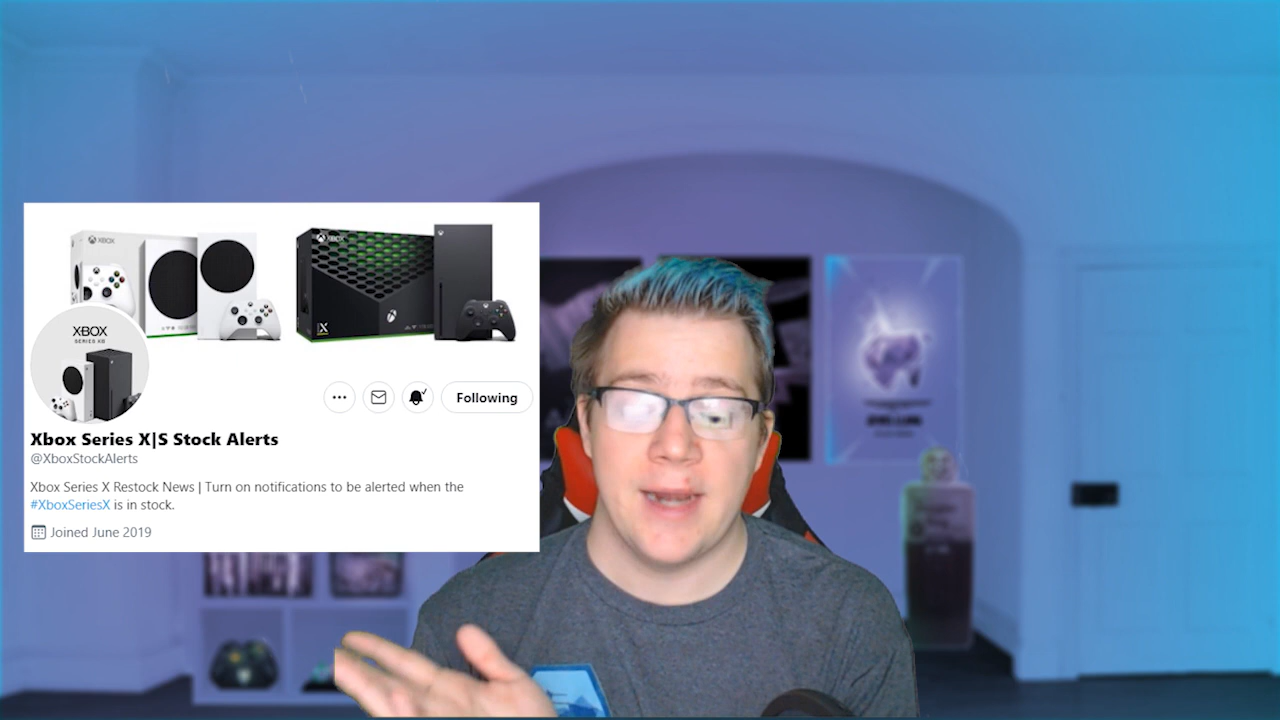 XBOX
XBOX
XBOX
Following
Xbox Series X|S Stock Alerts
@XboxStockAlerts
Xbox Series X Restock News | Turn on notifications to be alerted when the
#XboxSeriesX is in stock.
Joined June 2019